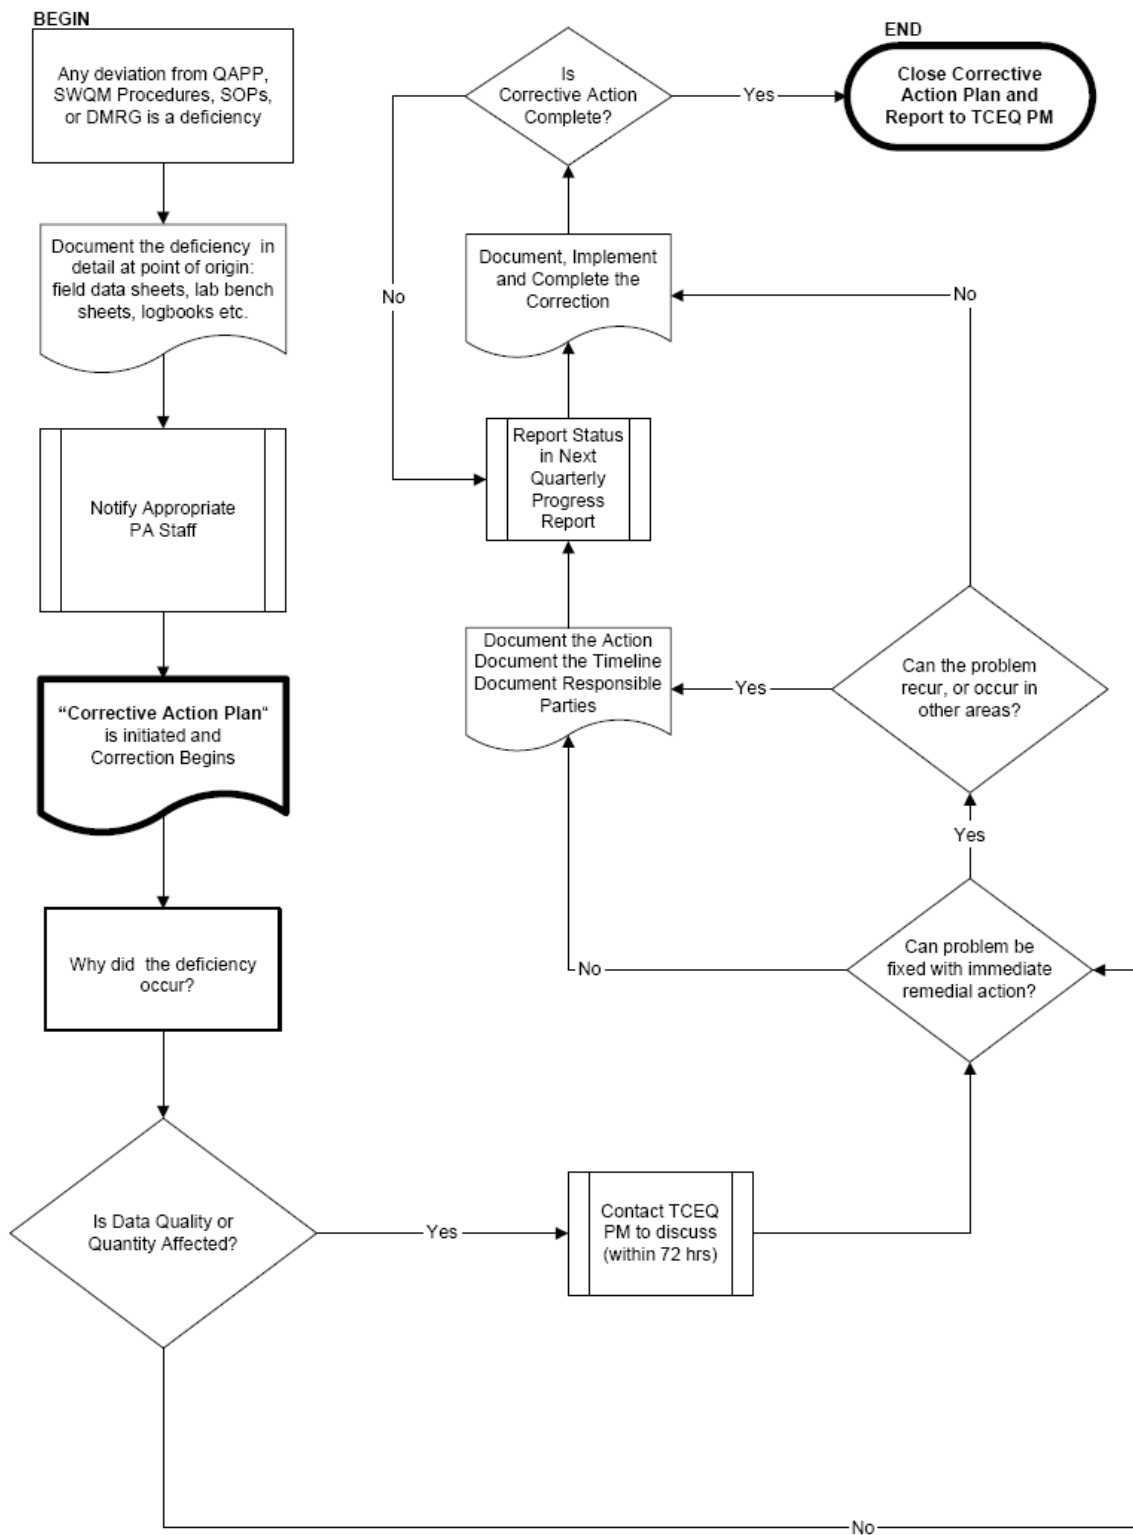 BEGIN
Any deviation from QAPP,
SWQM Procedures, SOPs,
or DMRG is a deficiency
Document the deficiency in
detail at point of origin:
field data sheets, lab bench
sheets, logbooks etc.
Notify Appropriate
PA Staff
“Corrective Action Plan“
is initiated and
Correction Begins
Why did the deficiency
occur?
Is Data Quality or
Quantity Affected?
Yes
No
Contact TCEQ
PM to discuss
(within 72 hrs)
Can problem be
fixed with immediate
remedial action?
No
Yes
Can the problem
recur, or occur in
other areas?
Yes
No
Document the Action
Document the Timeline
Document Responsible
Parties
Report Status
in Next
Quarterly
Progress
Report
Document, Implement
and Complete the
Correction
Is
Corrective Action
Complete?
No
Yes
END
Close Corrective
Action Plan and
Report to TCEQ PM